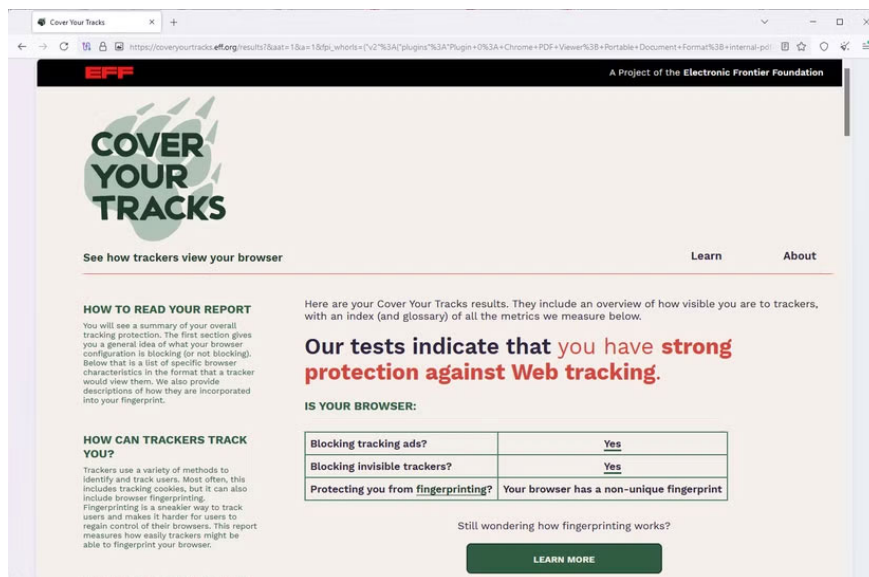 Cover Your Tracks
https://coveryourtracks.eff.org/results?&aat=1&a=1&fpi_whorls={"v2"%3A{"plugins"%3A"Plugin+0%3A+Chrome+PDF+Viewer%3B+Portable+Document+Format%3B+internal-pd
EFF
A Project of the Electronic Frontier Foundation
COVER
YOUR
TRACKS
See how trackers view your browser
Learn
About
HOW TO READ YOUR REPORT
You will see a summary of your overall
tracking protection. The first section gives
you a general idea of what your browser
configuration is blocking (or not blocking).
Below that is a list of specific browser
characteristics in the format that a tracker
would view them. We also provide
descriptions of how they are incorporated
into your fingerprint.
HOW CAN TRACKERS TRACK
YOU?
Trackers use a variety of methods to
identify and track users. Most often, this
includes tracking cookies, but it can also
include browser fingerprinting.
Fingerprinting is a sneakier way to track
users and makes it harder for users to
regain control of their browsers. This report
measures how easily trackers might be
able to fingerprint your browser.
Here are your Cover Your Tracks results. They include an overview of how visible you are to trackers,
with an index (and glossary) of all the metrics we measure below.
Our tests indicate that you have strong
protection against Web tracking.
IS YOUR BROWSER:
Blocking tracking ads? Yes
Blocking invisible trackers? Yes
Protecting you from fingerprinting? Your browser has a non-unique fingerprint
Still wondering how fingerprinting works?
LEARN MORE